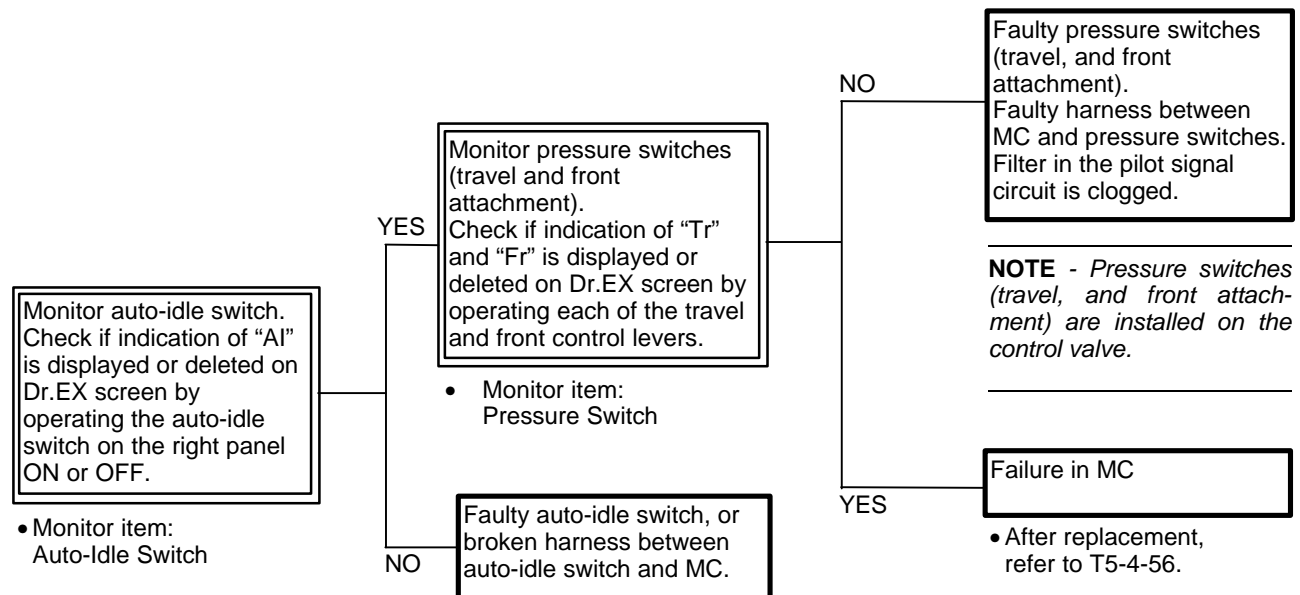 Monitor auto-idle switch.
Check if indication of “AI”
is displayed or deleted on
Dr.EX screen by
operating the auto-idle
switch on the right panel
ON or OFF.
• Monitor item:
Auto-Idle Switch
YES
Monitor pressure switches
(travel and front
attachment).
Check if indication of “Tr”
and “Fr” is displayed or
deleted on Dr.EX screen by
operating each of the travel
and front control levers.
• Monitor item:
Pressure Switch
NO
Faulty auto-idle switch, or
broken harness between
auto-idle switch and MC.
NO
Faulty pressure switches
(travel, and front
attachment).
Faulty harness between
MC and pressure switches.
Filter in the pilot signal
circuit is clogged.
NOTE - Pressure switches
(travel, and front attach-
ment) are installed on the
control valve.
YES
Failure in MC
• After replacement,
refer to T5-4-56.